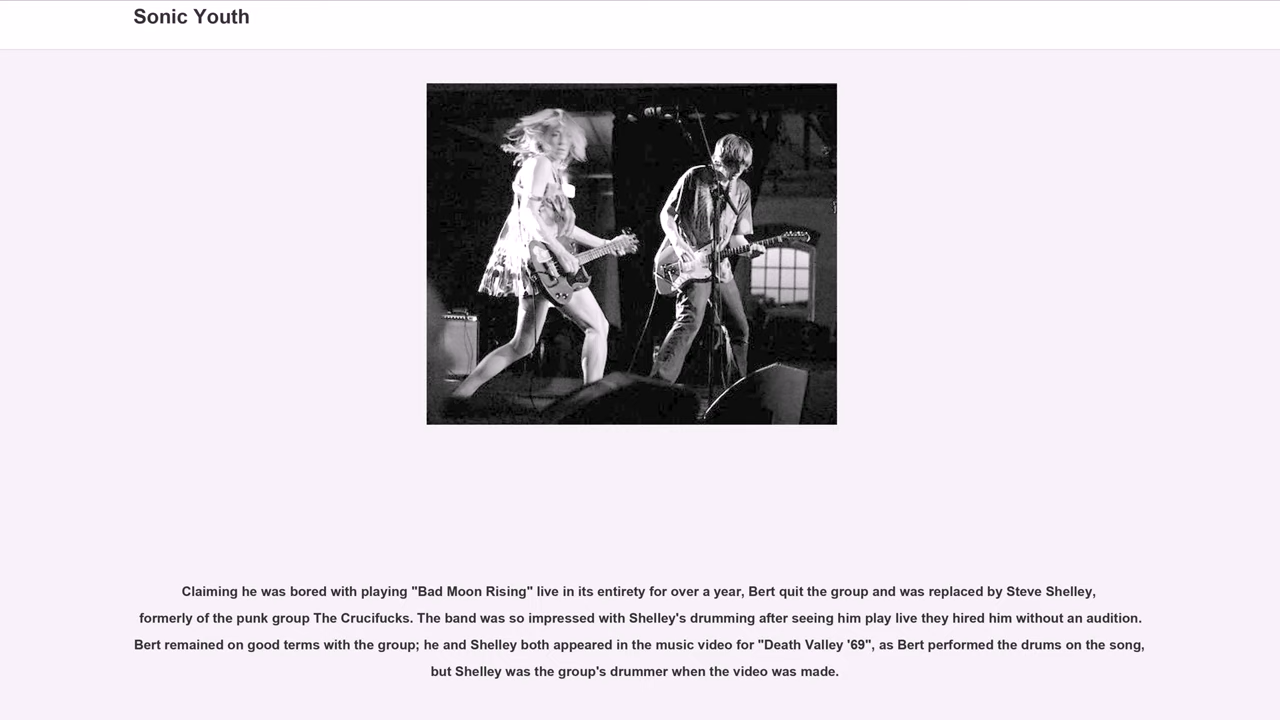 Sonic Youth
Claiming he was bored with playing "Bad Moon Rising" live in its entirety for over a year, Bert quit the group and was replaced by Steve Shelley,
formerly of the punk group The Crucifucks. The band was so impressed with Shelley's drumming after seeing him play live they hired him without an audition.
Bert remained on good terms with the group; he and Shelley both appeared in the music video for "Death Valley '69", as Bert performed the drums on the song,
but Shelley was the group's drummer when the video was made.